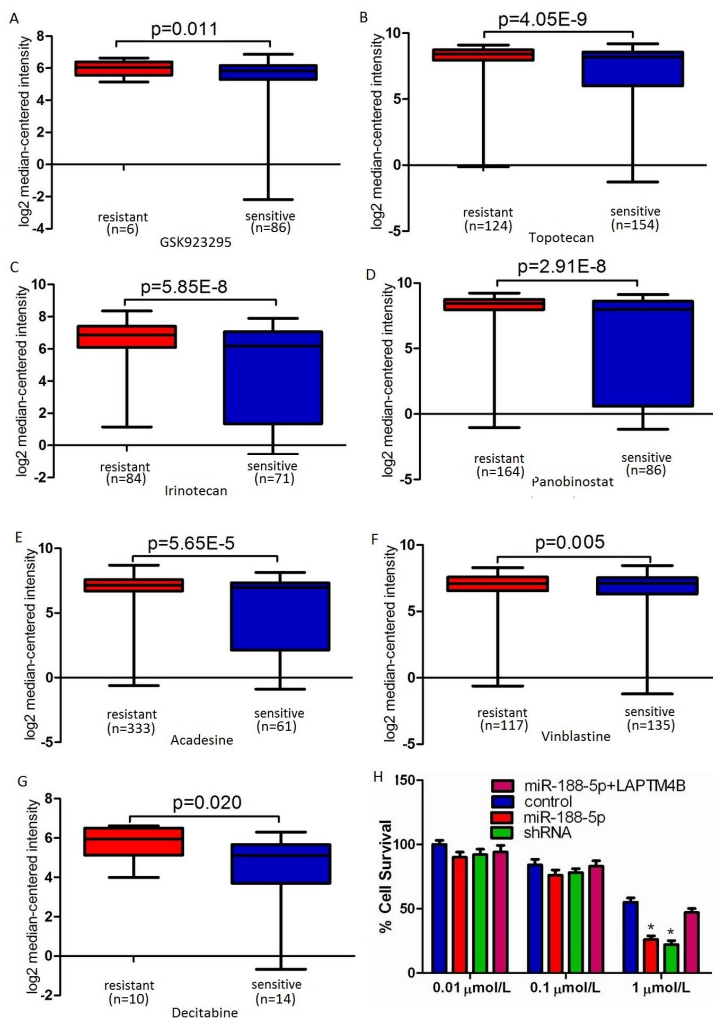 A
p=0.011
log2 median-centered intensity
8
6
4
2
0
-2
-4
resistant
(n=6)
sensitive
(n=86)
GSK923295
B
p=4.05E-9
log2 median-centered intensity
10
5
0
-5
resistant
(n=124)
sensitive
(n=154)
Topotecan
C
p=5.85E-8
log2 median-centered intensity
10
8
6
4
2
0
-2
resistant
(n=84)
sensitive
(n=71)
Irinotecan
D
p=2.91E-8
log2 median-centered intensity
10
5
0
-5
resistant
(n=164)
sensitive
(n=86)
Panobinostat
E
p=5.65E-5
log2 median-centered intensity
10
5
0
-5
resistant
(n=333)
sensitive
(n=61)
Acadesine
F
p=0.005
log2 median-centered intensity
10
5
0
-5
resistant
(n=117)
sensitive
(n=135)
Vinblastine
G
p=0.020
log2 median-centered intensity
8
6
4
2
0
-2
resistant
(n=10)
sensitive
(n=14)
Decitabine
H
% Cell Survival
150
100
50
0
miR-188-5p+LAPTM4B
control
miR-188-5p
shRNA
* *
0.01 μmol/L
0.1 μmol/L
1 μmol/L